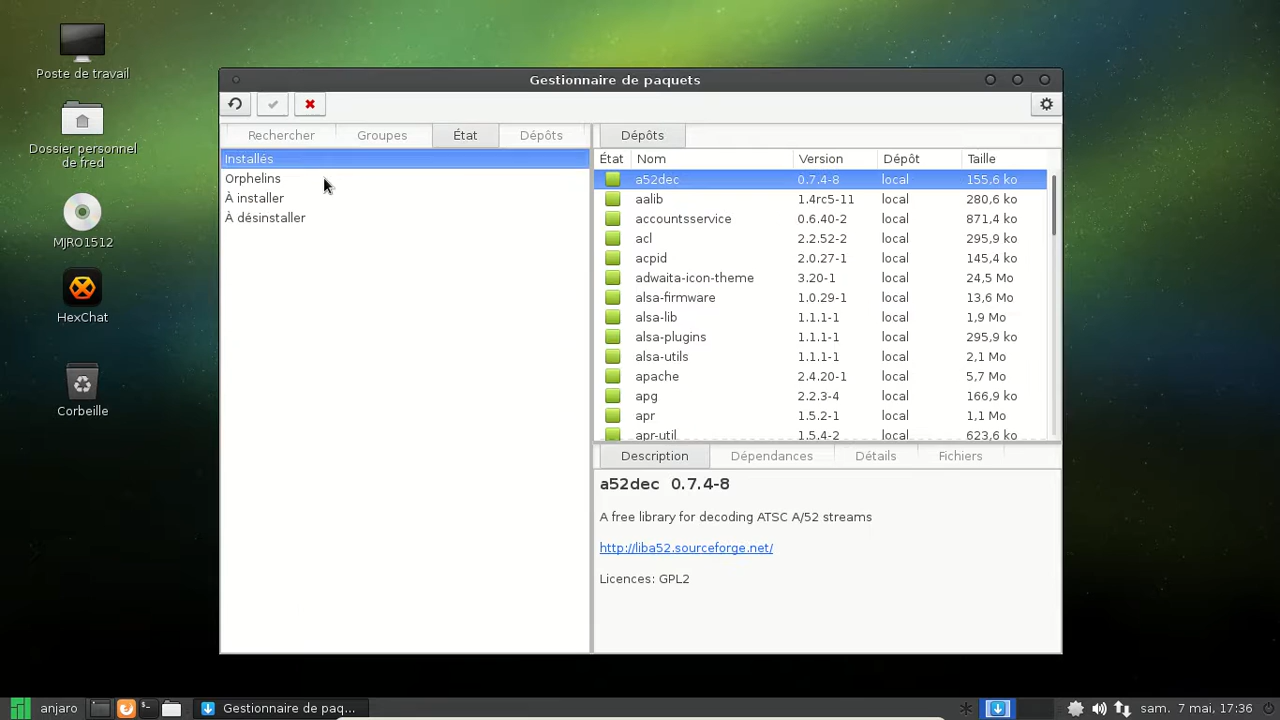 Poste de travail
Dossier personnel
de fred
MJRO1512
HexChat
Corbeille
Gestionnaire de paquets
Rechercher Groupes État Dépôts
Installés
Orphelins
À installer
À désinstaller
Dépôts
État Nom Version Dépôt Taille
a52dec 0.7.4-8 local 155,6 ko
aalib 1.4rc5-11 local 280,6 ko
accountsservice 0.6.40-2 local 871,4 ko
acl 2.2.52-2 local 295,9 ko
acpid 2.0.27-1 local 145,4 ko
adwaita-icon-theme 3.20-1 local 24,5 Mo
alsa-firmware 1.0.29-1 local 13,6 Mo
alsa-lib 1.1.1-1 local 1,9 Mo
alsa-plugins 1.1.1-1 local 295,9 ko
alsa-utils 1.1.1-1 local 2,1 Mo
apache 2.4.20-1 local 5,7 Mo
apg 2.2.3-4 local 166,9 ko
apr 1.5.2-1 local 1,1 Mo
apr-util 1.5.4-2 local 623,6 ko
Description Dépendances Détails Fichiers
a52dec 0.7.4-8
A free library for decoding ATSC A/52 streams
http://liba52.sourceforge.net/
Licences: GPL2
anjaro Gestionnaire de paq... sam. 7 mai, 17:36